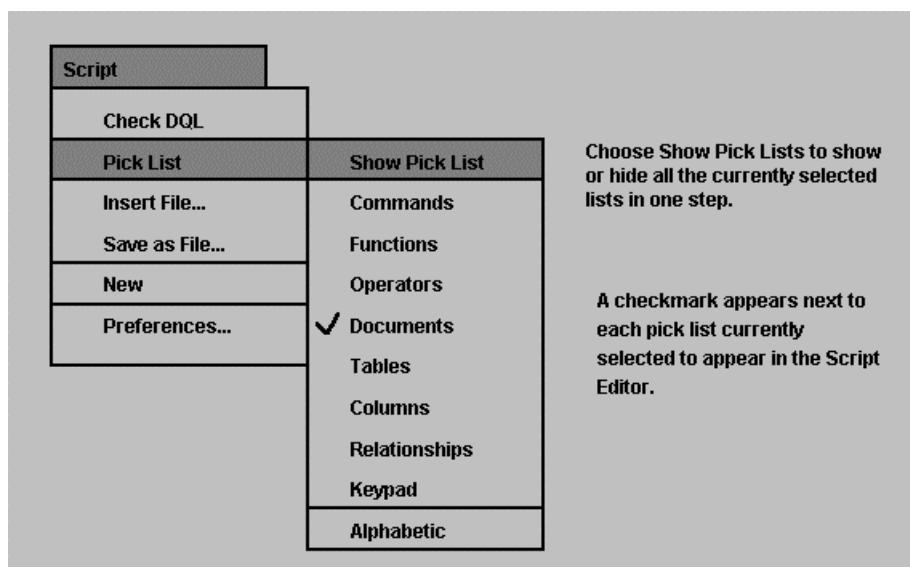 Script
Check DQL
Pick List
Insert File...
Save as File...
New
Preferences...
Show Pick List
Commands
Functions
Operators
Documents
Tables
Columns
Relationships
Keypad
Alphabetic
Choose Show Pick Lists to show
or hide all the currently selected
lists in one step.
A checkmark appears next to
each pick list currently
selected to appear in the Script
Editor.